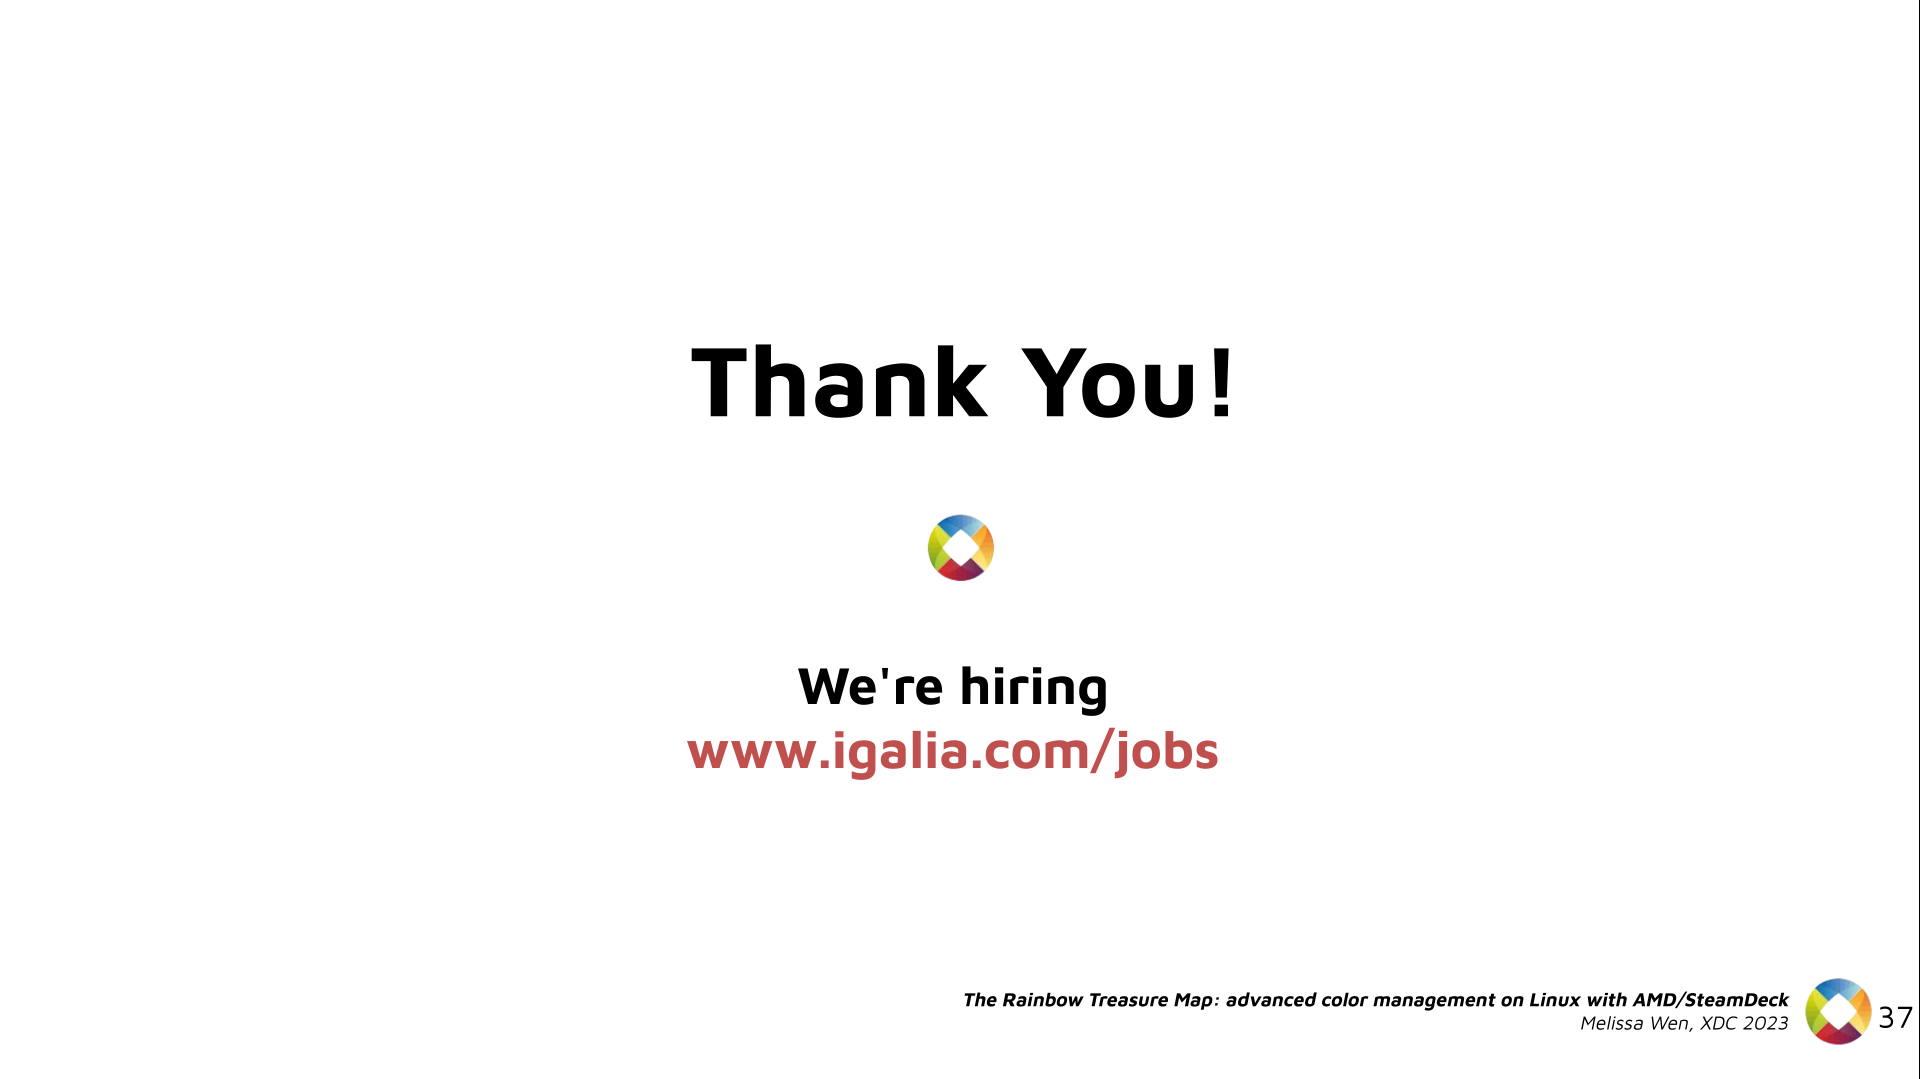 Thank You!
We're hiring
www.igalia.com/jobs
The Rainbow Treasure Map: advanced color management on Linux with AMD/SteamDeck
Melissa Wen, XDC 2023
37